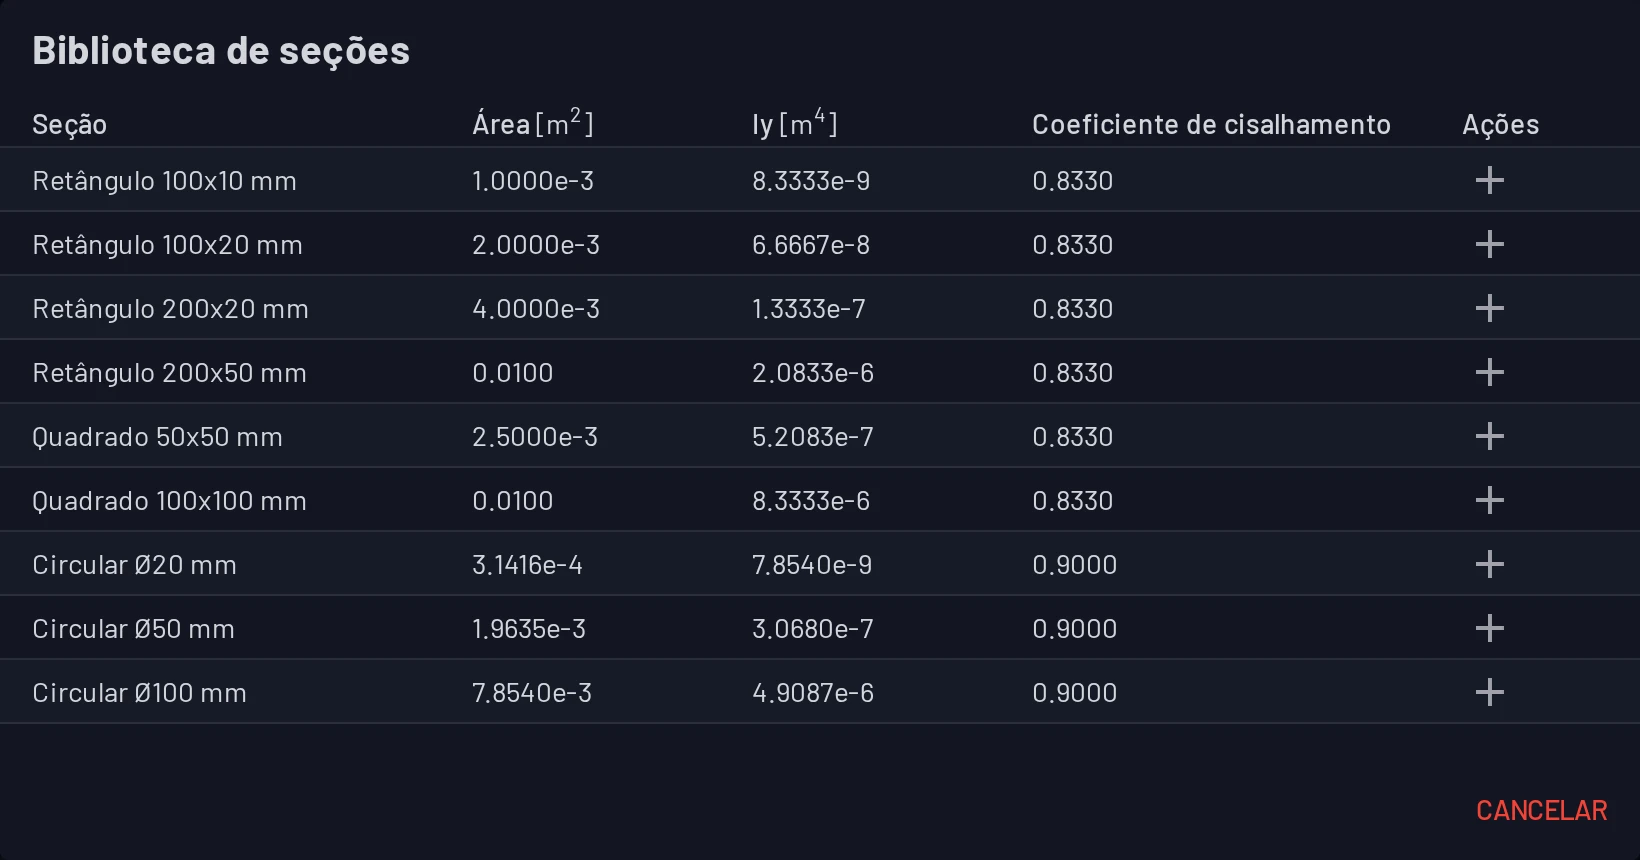 Biblioteca de seções
Seção Área [m²] Iy [m⁴] Coeficiente de cisalhamento Ações
Retângulo 100x10 mm 1.0000e-3 8.3333e-9 0.8330
Retângulo 100x20 mm 2.0000e-3 6.6667e-8 0.8330
Retângulo 200x20 mm 4.0000e-3 1.3333e-7 0.8330
Retângulo 200x50 mm 0.0100 2.0833e-6 0.8330
Quadrado 50x50 mm 2.5000e-3 5.2083e-7 0.8330
Quadrado 100x100 mm 0.0100 8.3333e-6 0.8330
Circular Ø20 mm 3.1416e-4 7.8540e-9 0.9000
Circular Ø50 mm 1.9635e-3 3.0680e-7 0.9000
Circular Ø100 mm 7.8540e-3 4.9087e-6 0.9000
CANCELAR